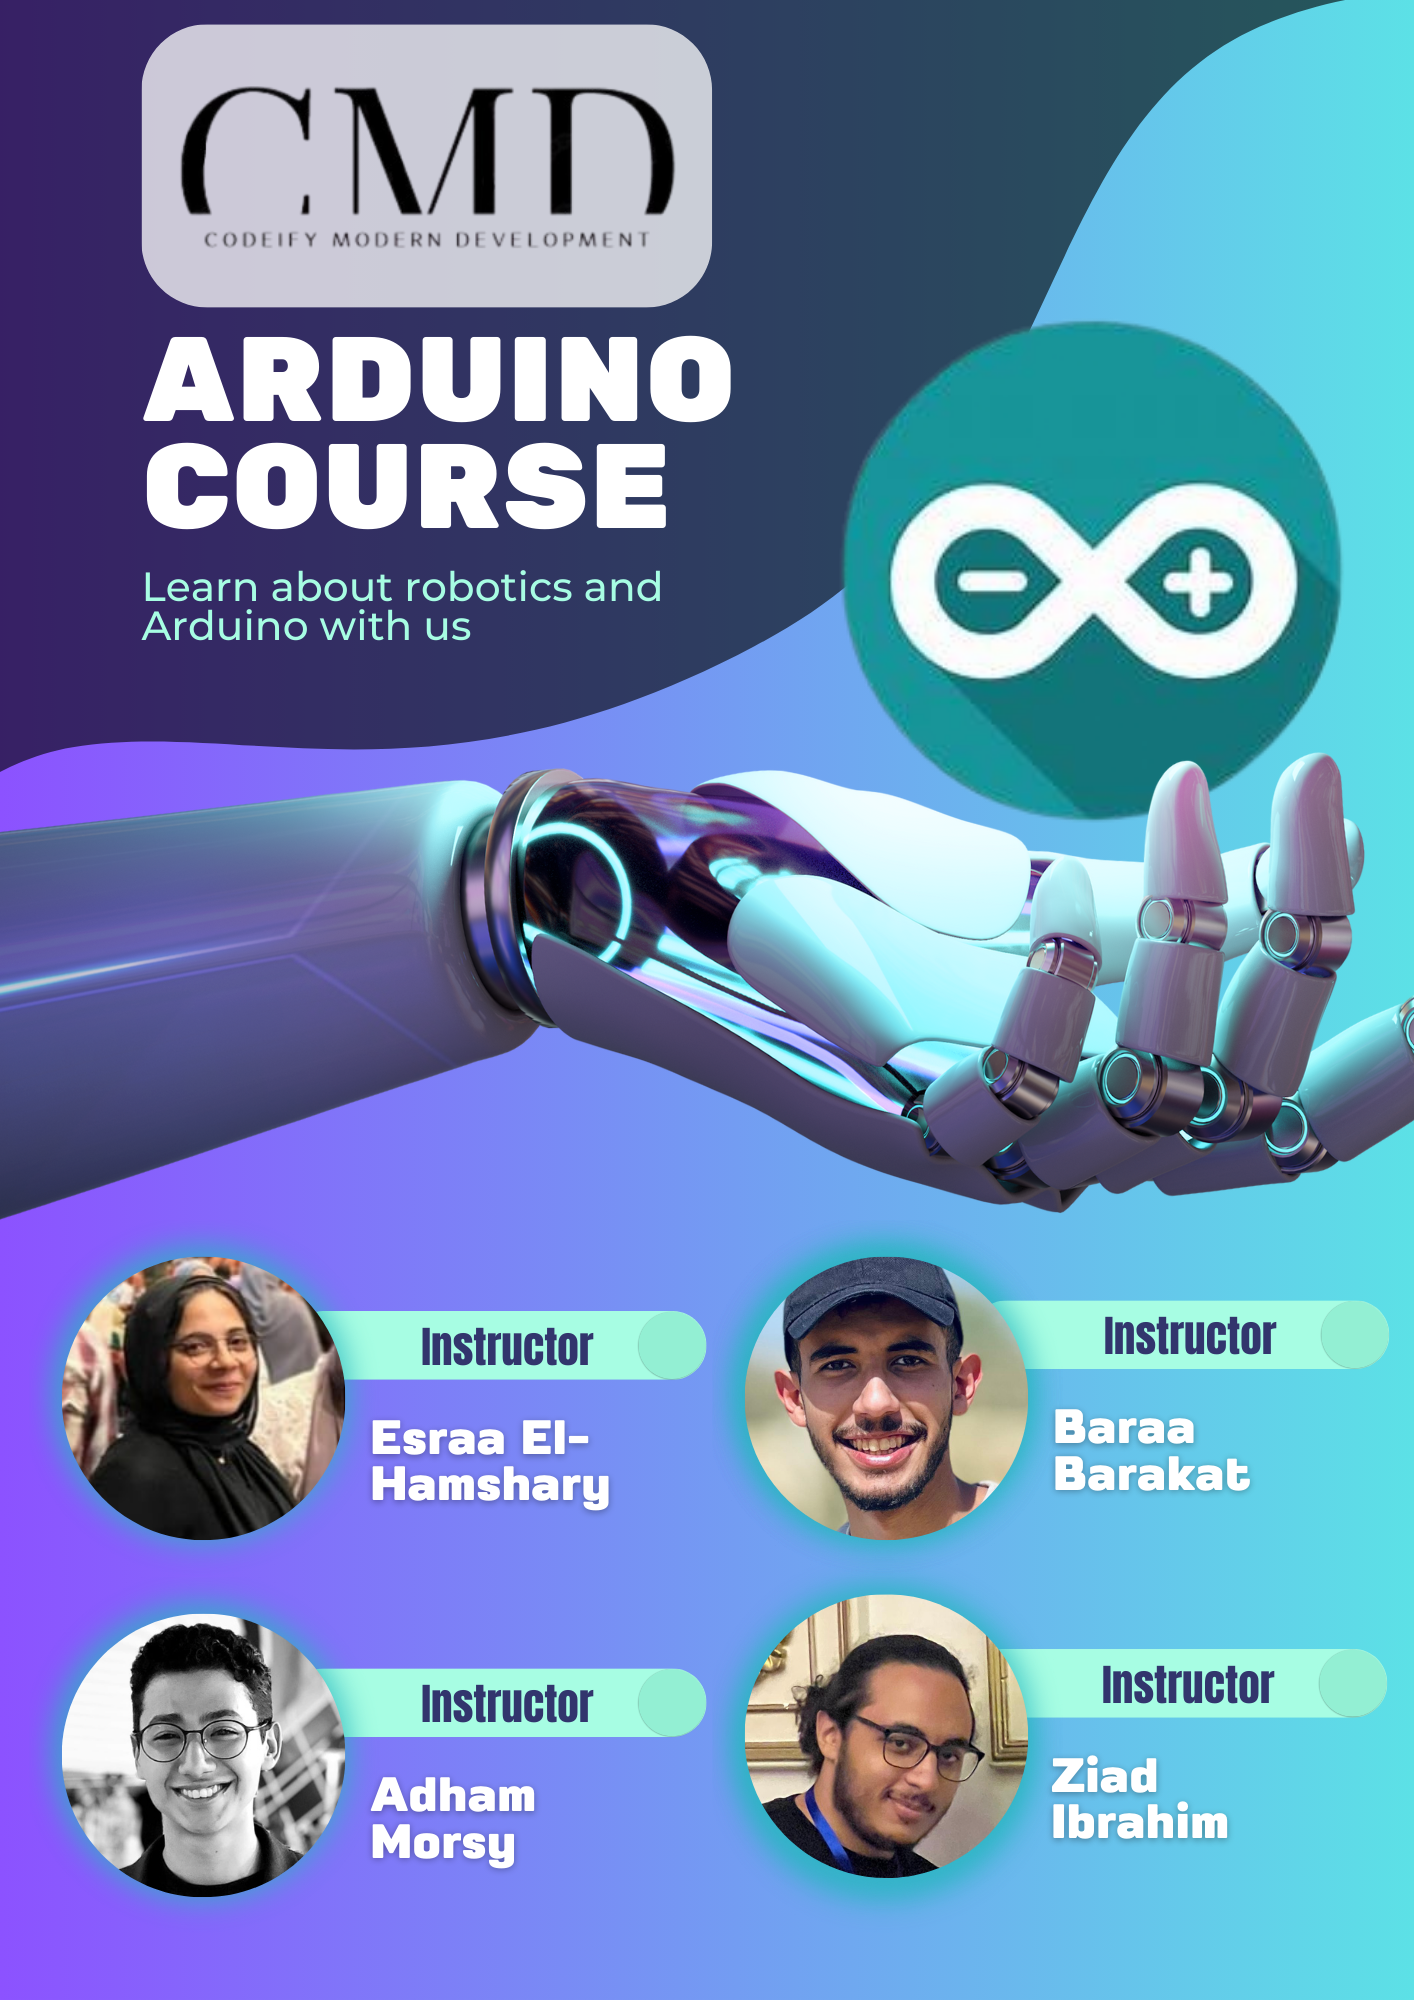 CMD
CODEIFY MODERN DEVELOPMENT
ARDUINO
COURSE
Learn about robotics and
Arduino with us
Instructor
Esraa El-
Hamshary
Instructor
Baraa
Barakat
Instructor
Adham
Morsy
Instructor
Ziad
Ibrahim